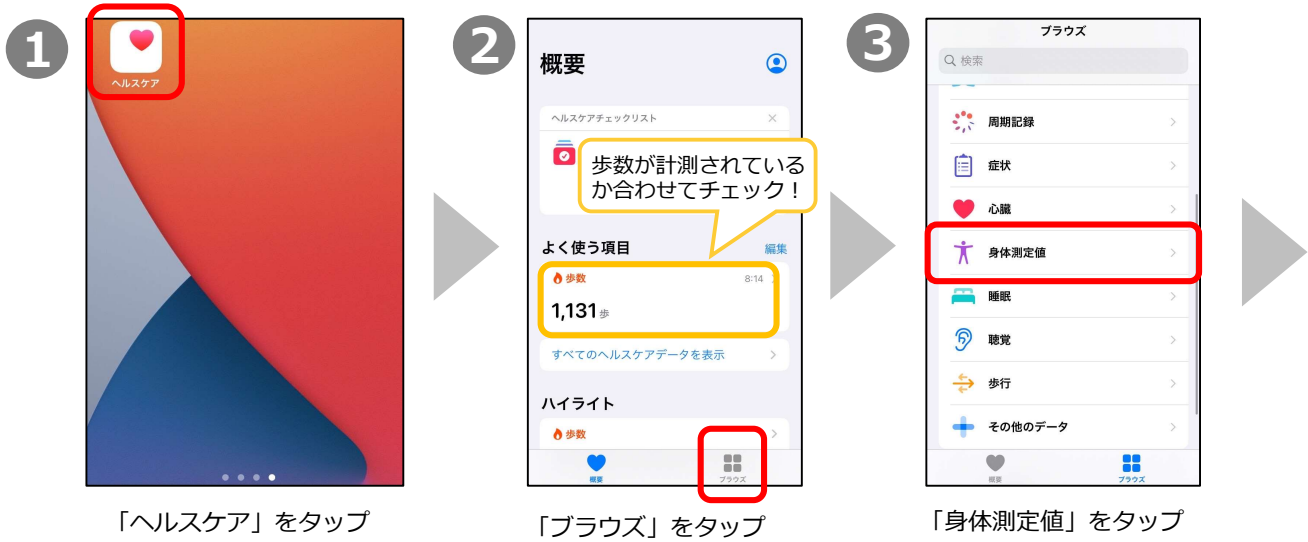 1
ヘルスケア
「ヘルスケア」をタップ
2
概要
ヘルスケアチェックリスト
歩数が計測されている
か合わせてチェック！
よく使う項目 編集
歩数 8:14
1,131歩
すべてのヘルスケアデータを表示
ハイライト
歩数
概要 ブラウズ
「ブラウズ」をタップ
3
ブラウズ
検索
周期記録
症状
心臓
身体測定値
睡眠
聴覚
歩行
その他のデータ
概要 ブラウズ
「身体測定値」をタップ